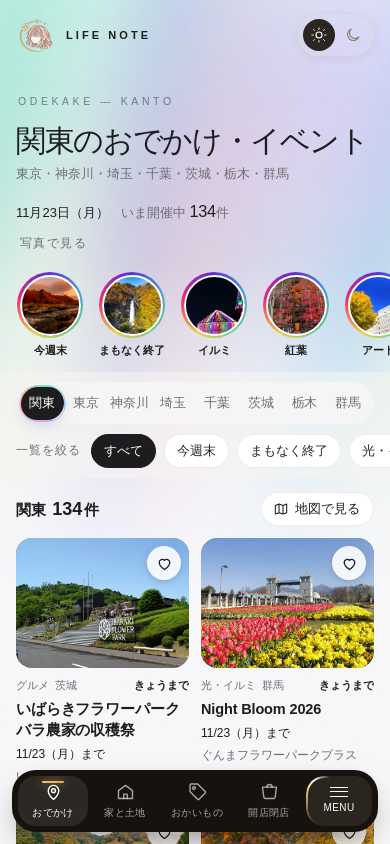 LIFE NOTE
ODEKAKE — KANTO
関東のおでかけ・イベント
東京・神奈川・埼玉・千葉・茨城・栃木・群馬
11月23日（月） いま開催中 134件
写真で見る
今週末 まもなく終了 イルミ 紅葉 アート
関東 東京 神奈川 埼玉 千葉 茨城 栃木 群馬
一覧を絞る すべて 今週末 まもなく終了 光・
関東 134件 地図で見る
IBARAKI FLOWER PARK
グルメ 茨城 きょうまで
光・イルミ 群馬 きょうまで
いばらきフラワーパーク
バラ農家の収穫祭
Night Bloom 2026
11/23（月）まで
11/23（月）まで
ぐんまフラワーパークプラス
おでかけ 家と土地 おかいもの 開店閉店 MENU